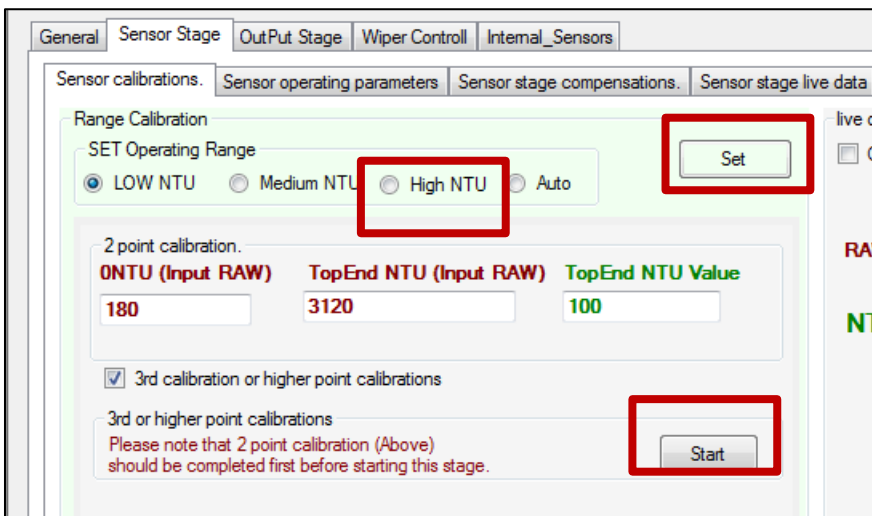 General Sensor Stage OutPut Stage Wiper Controll Internal_Sensors
Sensor calibrations. Sensor operating parameters Sensor stage compensations. Sensor stage live data
Range Calibration
live
SET Operating Range
Set
LOW NTU Medium NTU High NTU Auto
2 point calibration.
0NTU (Input RAW) TopEnd NTU (Input RAW) TopEnd NTU Value
180 3120 100
3rd calibration or higher point calibrations
3rd or higher point calibrations
Please note that 2 point calibration (Above)
should be completed first before starting this stage.
Start